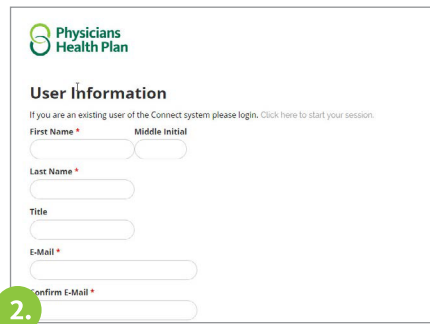 Physicians
Health Plan
User Information
If you are an existing user of the Connect system please login. Click here to start your session.
First Name * Middle Initial
Last Name *
Title
E-Mail *
Confirm E-Mail *
2.